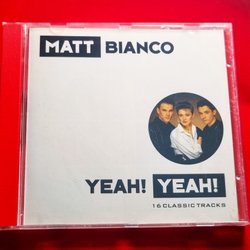 MATT BIANCO
YEAH! YEAH!
16 CLASSIC TRACKS